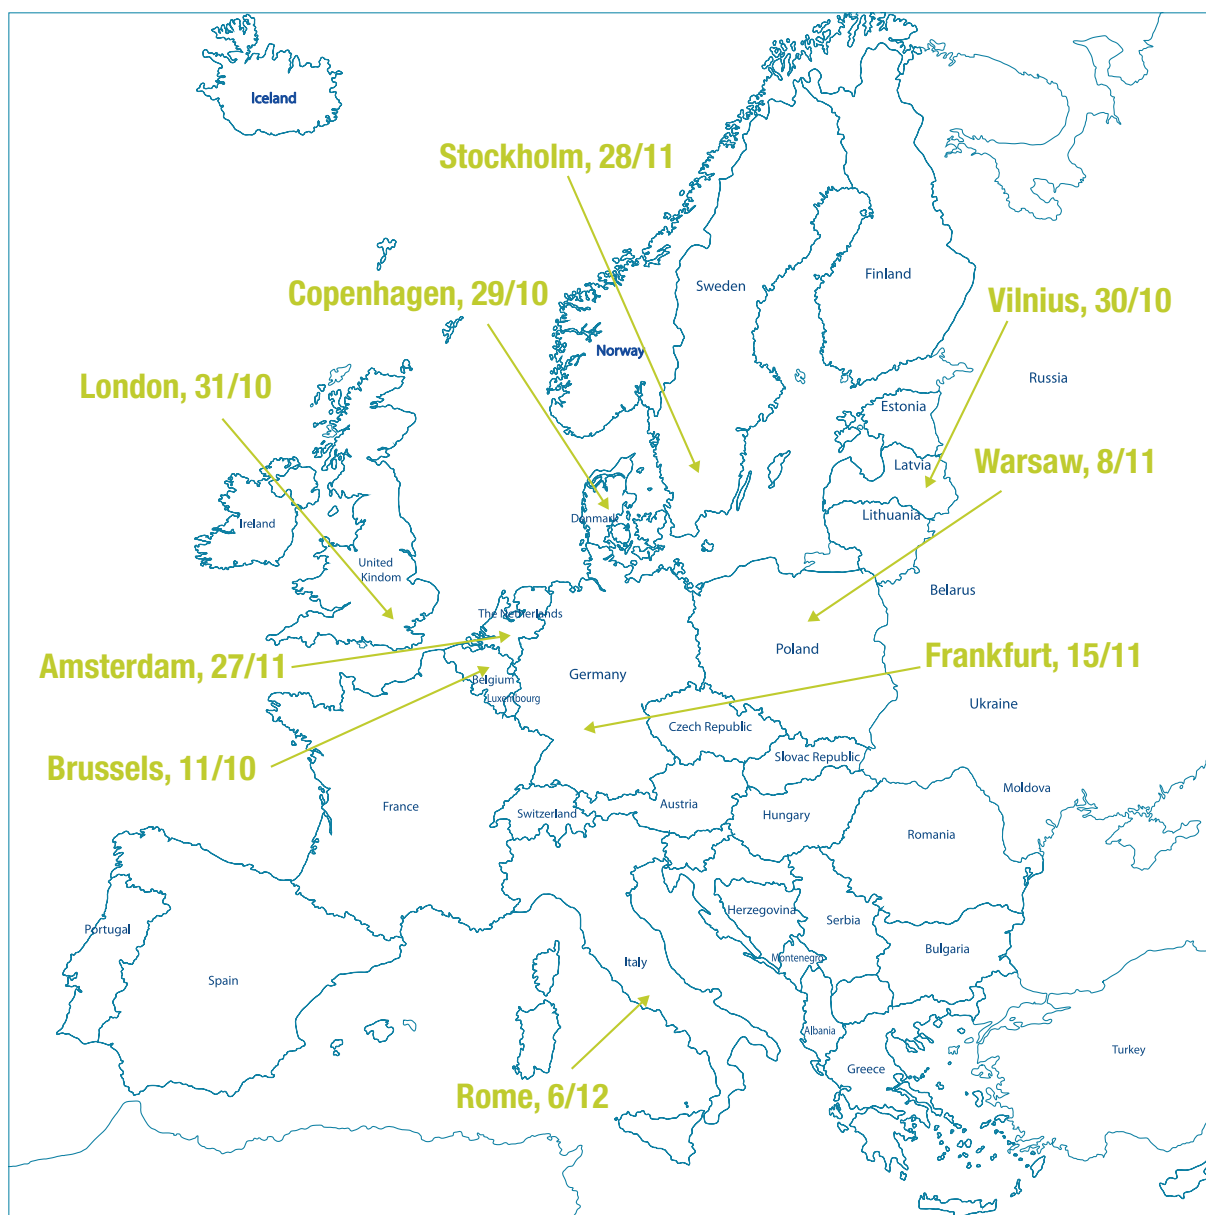 Iceland
Stockholm, 28/11
Finland
Sweden
Copenhagen, 29/10
Vilnius, 30/10
Norway
Russia
London, 31/10
Estonia
Latvia
Warsaw, 8/11
Lithuania
Denmark
Ireland
United
Kindom
Belarus
The Netherlands
Poland
Amsterdam, 27/11
Frankfurt, 15/11
Belgium
Germany
Luxembourg
Ukraine
Czech Republic
Slovac Republic
Brussels, 11/10
Moldova
France
Switzerland
Austria
Hungary
Romania
Herzegovina
Serbia
Portugal
Bulgaria
Montenegro
Italy
Spain
Albania
Turkey
Greece
Rome, 6/12